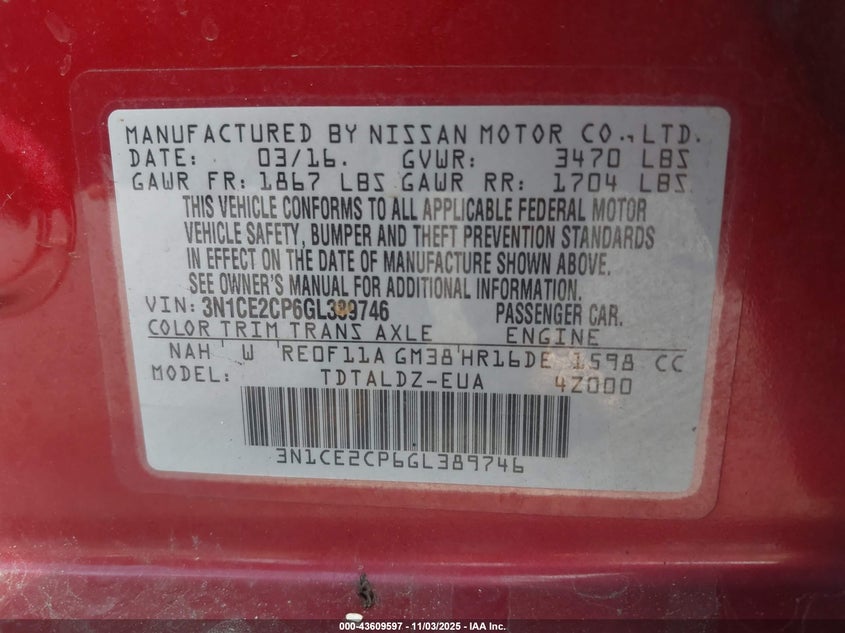 MANUFACTURED BY NISSAN MOTOR CO.,LTD.
DATE: 03/16. GVWR: 3470 LBS
GAWR FR: 1867 LBS GAWR RR: 1704 LBS
THIS VEHICLE CONFORMS TO ALL APPLICABLE FEDERAL MOTOR
VEHICLE SAFETY, BUMPER AND THEFT PREVENTION STANDARDS
IN EFFECT ON THE DATE OF MANUFACTURE SHOWN ABOVE.
SEE OWNER'S MANUAL FOR ADDITIONAL INFORMATION.
VIN: 3N1CE2CP6GL389746 PASSENGER CAR.
COLOR TRIM TRANS AXLE ENGINE
NAH W RE0F11A GM38 HR16DE 1598 CC
MODEL: TDTALDZ-EUA 4Z000
3N1CE2CP6GL389746
000-43609597 - 11/03/2025 - IAA Inc.